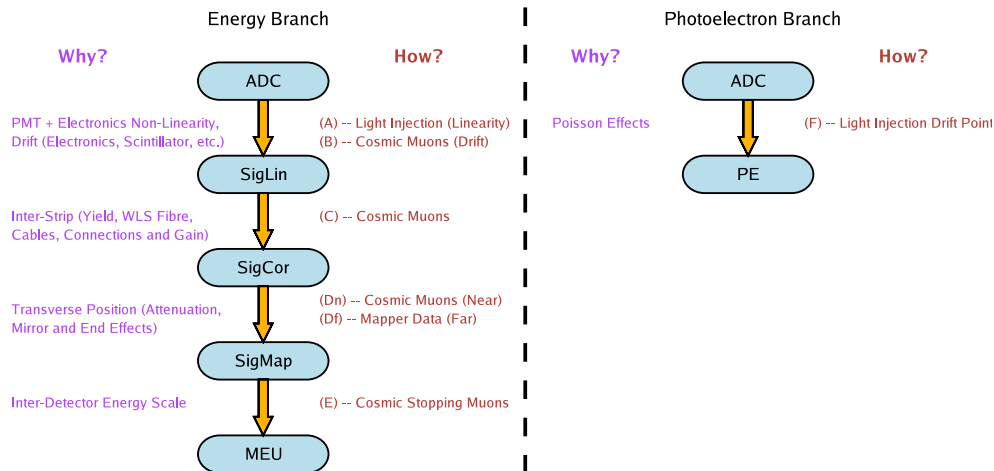 Energy Branch
Why?
How?
ADC
PMT + Electronics Non-Linearity,
Drift (Electronics, Scintillator, etc.)
(A) -- Light Injection (Linearity)
(B) -- Cosmic Muons (Drift)
SigLin
Inter-Strip (Yield, WLS Fibre,
Cables, Connections and Gain)
(C) -- Cosmic Muons
SigCor
Transverse Position (Attenuation,
Mirror and End Effects)
(Dn) -- Cosmic Muons (Near)
(Df) -- Mapper Data (Far)
SigMap
Inter-Detector Energy Scale
(E) -- Cosmic Stopping Muons
MEU
Photoelectron Branch
Why?
How?
ADC
Poisson Effects
(F) -- Light Injection Drift Point
PE